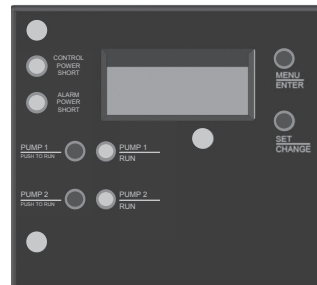 CONTROL
POWER
SHORT
ALARM
POWER
SHORT
MENU
ENTER
SET
CHANGE
PUMP 1
PUSH TO RUN
PUMP 1
RUN
PUMP 2
PUSH TO RUN
PUMP 2
RUN